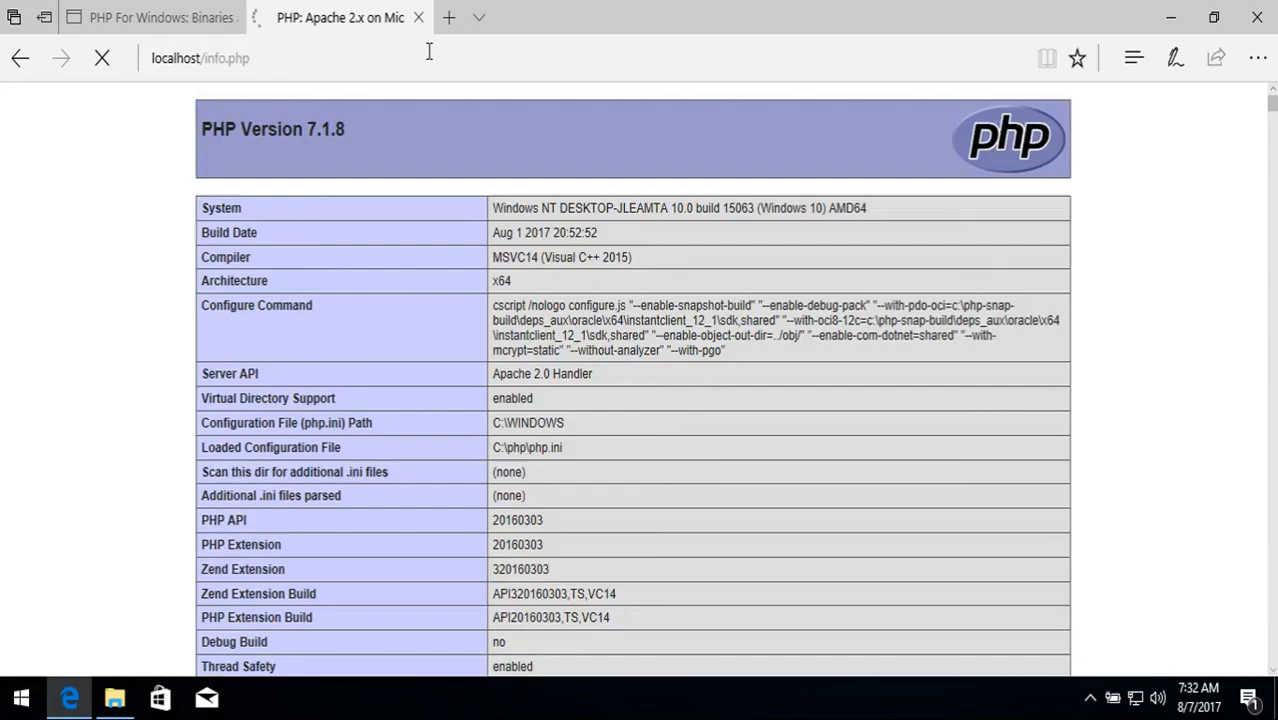 PHP For Windows: Binaries
PHP: Apache 2.x on Mic
localhost/info.php
PHP Version 7.1.8
php
System
Windows NT DESKTOP-JLEAMTA 10.0 build 15063 (Windows 10) AMD64
Build Date
Aug 1 2017 20:52:52
Compiler
MSVC14 (Visual C++ 2015)
Architecture
x64
Configure Command
cscript /nologo configure.js "--enable-snapshot-build" "--enable-debug-pack" "--with-pdo-oci=c:\php-snap-
build\deps_aux\oracle\x64\instantclient_12_1\sdk,shared" "--with-oci8-12c=c:\php-snap-build\deps_aux\oracle\x64
\instantclient_12_1\sdk,shared" "--enable-object-out-dir=../obj/" "--enable-com-dotnet=shared" "--with-
mcrypt=static" "--without-analyzer" "--with-pgo"
Server API
Apache 2.0 Handler
Virtual Directory Support
enabled
Configuration File (php.ini) Path
C:\WINDOWS
Loaded Configuration File
C:\php\php.ini
Scan this dir for additional .ini files
(none)
Additional .ini files parsed
(none)
PHP API
20160303
PHP Extension
20160303
Zend Extension
320160303
Zend Extension Build
API320160303,TS,VC14
PHP Extension Build
API20160303,TS,VC14
Debug Build
no
Thread Safety
enabled
7:32 AM
8/7/2017
1